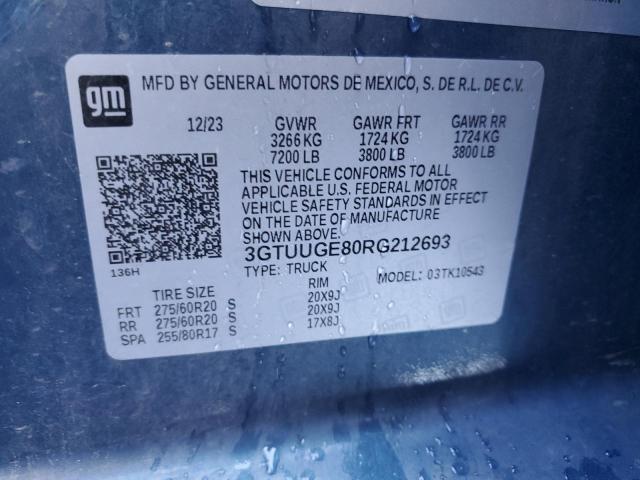 gm
MFD BY GENERAL MOTORS DE MEXICO, S. DE R.L. DE C.V.
12/23 GVWR GAWR FRT GAWR RR
3266 KG 1724 KG 1724 KG
7200 LB 3800 LB 3800 LB
THIS VEHICLE CONFORMS TO ALL
APPLICABLE U.S. FEDERAL MOTOR
VEHICLE SAFETY STANDARDS IN EFFECT
ON THE DATE OF MANUFACTURE
SHOWN ABOVE.
3GTUUGE80RG212693
136H
TYPE: TRUCK MODEL: 03TK10543
TIRE SIZE RIM
FRT 275/60R20 S 20X9J
RR 275/60R20 S 20X9J
SPA 255/80R17 S 17X8J